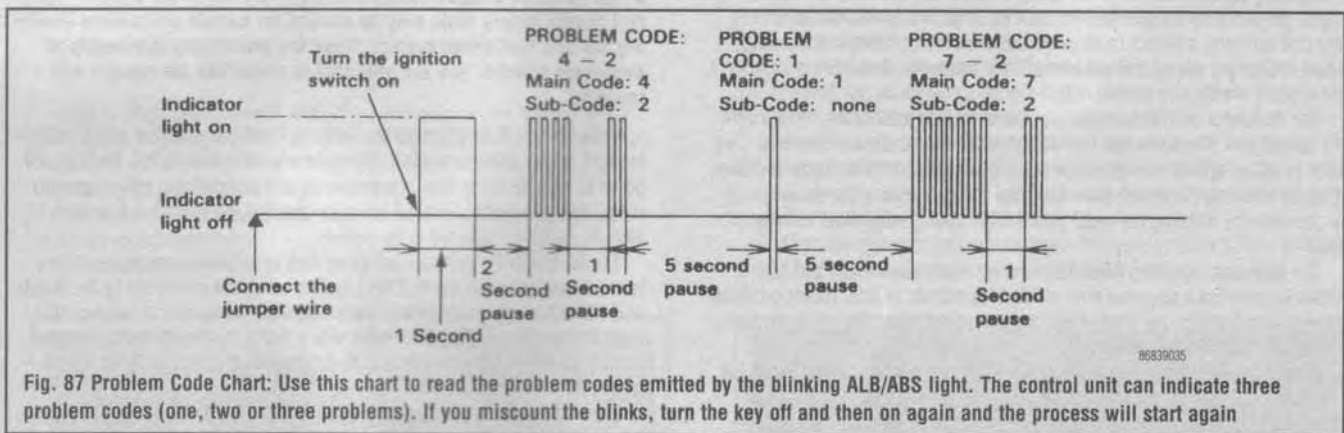 PROBLEM CODE:
4 – 2
Main Code: 4
Sub-Code: 2
PROBLEM
CODE: 1
Main Code: 1
Sub-Code: none
PROBLEM CODE:
7 – 2
Main Code: 7
Sub-Code: 2
Turn the ignition
switch on
Indicator
light on
Indicator
light off
Connect the
jumper wire
1 Second
2
Second
pause
1
Second
pause
5 second
pause
5 second
pause
Second
pause
86839035
Fig. 87 Problem Code Chart: Use this chart to read the problem codes emitted by the blinking ALB/ABS light. The control unit can indicate three
problem codes (one, two or three problems). If you miscount the blinks, turn the key off and then on again and the process will start again